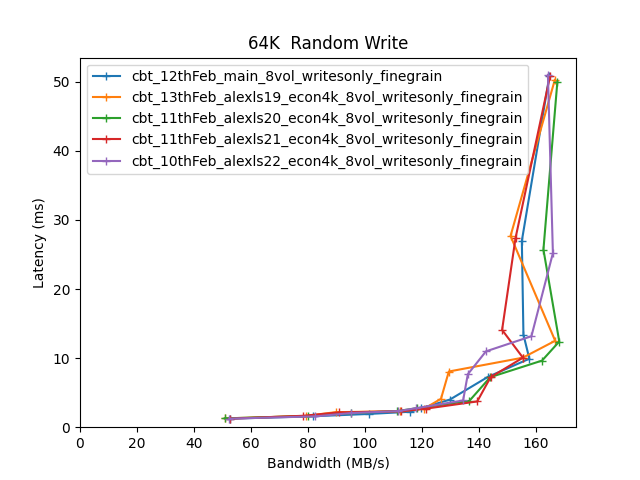 64K  Random Write
cbt_12thFeb_main_8vol_writesonly_finegrain
cbt_13thFeb_alexls19_econ4k_8vol_writesonly_finegrain
cbt_11thFeb_alexls20_econ4k_8vol_writesonly_finegrain
cbt_11thFeb_alexls21_econ4k_8vol_writesonly_finegrain
cbt_10thFeb_alexls22_econ4k_8vol_writesonly_finegrain
50
40
30
20
10
0
Latency (ms)
0 20 40 60 80 100 120 140 160
Bandwidth (MB/s)